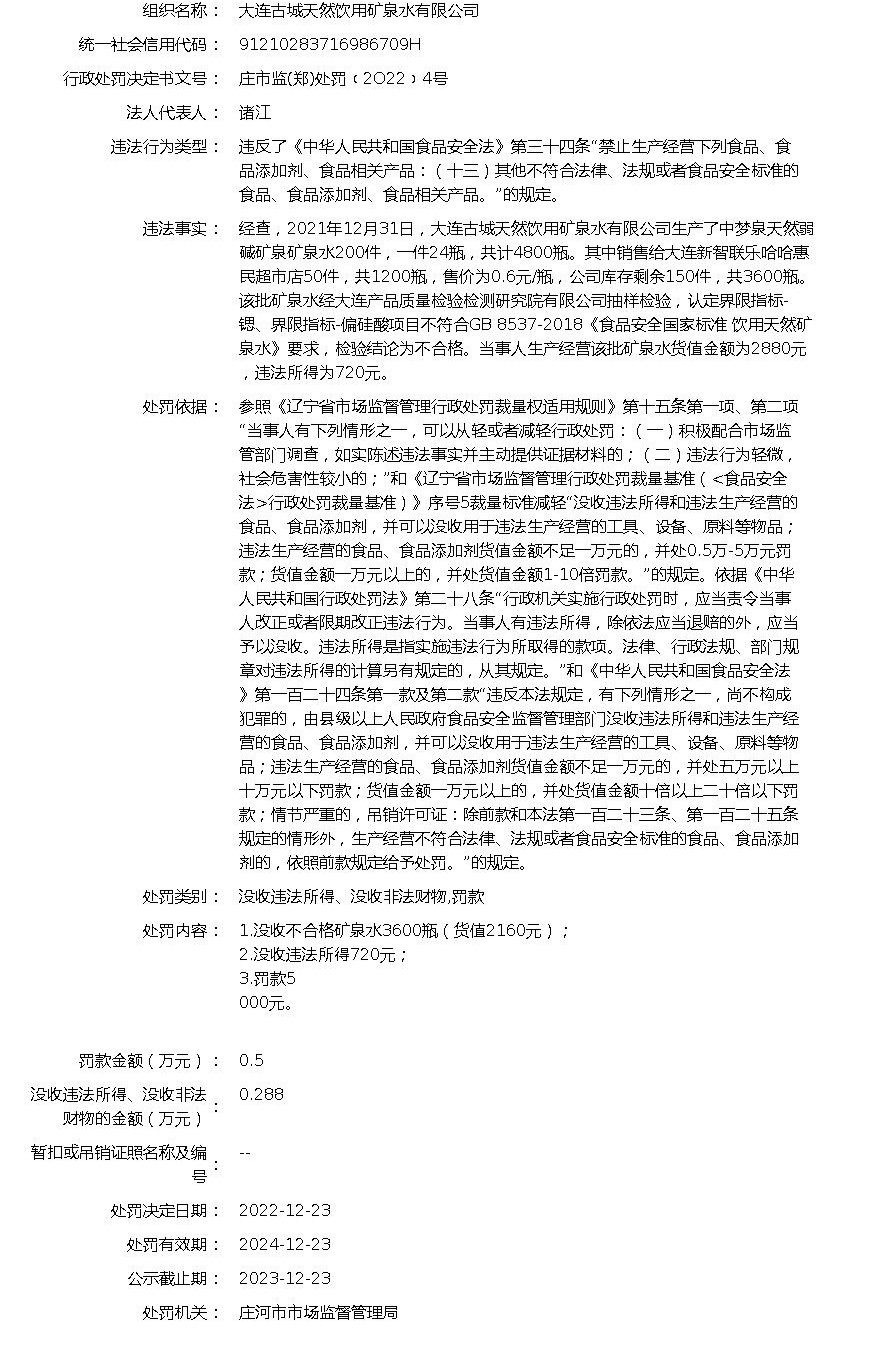 组织名称： 大连古城天然饮用矿泉水有限公司
统一社会信用代码： 91210283716986709H
行政处罚决定书文号： 庄市监(郑)处罚﹝2O22﹞4号
法人代表人： 诸江
违法行为类型： 违反了《中华人民共和国食品安全法》第三十四条“禁止生产经营下列食品、食
品添加剂、食品相关产品：（十三）其他不符合法律、法规或者食品安全标准的
食品、食品添加剂、食品相关产品。”的规定。
违法事实： 经查，2021年12月31日，大连古城天然饮用矿泉水有限公司生产了中梦泉天然弱
碱矿泉矿泉水200件，一件24瓶，共计4800瓶。其中销售给大连新智联乐哈哈惠
民超市店50件，共1200瓶，售价为0.6元/瓶，公司库存剩余150件，共3600瓶。
该批矿泉水经大连产品质量检验检测研究院有限公司抽样检验，认定界限指标-
锶、界限指标-偏硅酸项目不符合GB 8537-2018《食品安全国家标准 饮用天然矿
泉水》要求，检验结论为不合格。当事人生产经营该批矿泉水货值金额为2880元
，违法所得为720元。
处罚依据： 参照《辽宁省市场监督管理行政处罚裁量权适用规则》第十五条第一项、第二项
“当事人有下列情形之一，可以从轻或者减轻行政处罚：（一）积极配合市场监
管部门调查，如实陈述违法事实并主动提供证据材料的；（二）违法行为轻微，
社会危害性较小的；”和《辽宁省市场监督管理行政处罚裁量基准（<食品安全
法>行政处罚裁量基准）》序号5裁量标准减轻“没收违法所得和违法生产经营的
食品、食品添加剂，并可以没收用于违法生产经营的工具、设备、原料等物品；
违法生产经营的食品、食品添加剂货值金额不足一万元的，并处0.5万-5万元罚
款；货值金额一万元以上的，并处货值金额1-10倍罚款。”的规定。依据《中华
人民共和国行政处罚法》第二十八条“行政机关实施行政处罚时，应当责令当事
人改正或者限期改正违法行为。当事人有违法所得，除依法应当退赔的外，应当
予以没收。违法所得是指实施违法行为所取得的款项。法律、行政法规、部门规
章对违法所得的计算另有规定的，从其规定。”和《中华人民共和国食品安全法
》第一百二十四条第一款及第二款“违反本法规定，有下列情形之一，尚不构成
犯罪的，由县级以上人民政府食品安全监督管理部门没收违法所得和违法生产经
营的食品、食品添加剂，并可以没收用于违法生产经营的工具、设备、原料等物
品；违法生产经营的食品、食品添加剂货值金额不足一万元的，并处五万元以上
十万元以下罚款；货值金额一万元以上的，并处货值金额十倍以上二十倍以下罚
款；情节严重的，吊销许可证：除前款和本法第一百二十三条、第一百二十五条
规定的情形外，生产经营不符合法律、法规或者食品安全标准的食品、食品添加
剂的，依照前款规定给予处罚。”的规定。
处罚类别： 没收违法所得、没收非法财物,罚款
处罚内容： 1.没收不合格矿泉水3600瓶（货值2160元）；
2.没收违法所得720元；
3.罚款5
000元。
罚款金额（万元）： 0.5
没收违法所得、没收非法
财物的金额（万元）： 0.288
暂扣或吊销证照名称及编
号： --
处罚决定日期： 2022-12-23
处罚有效期： 2024-12-23
公示截止期： 2023-12-23
处罚机关： 庄河市市场监督管理局